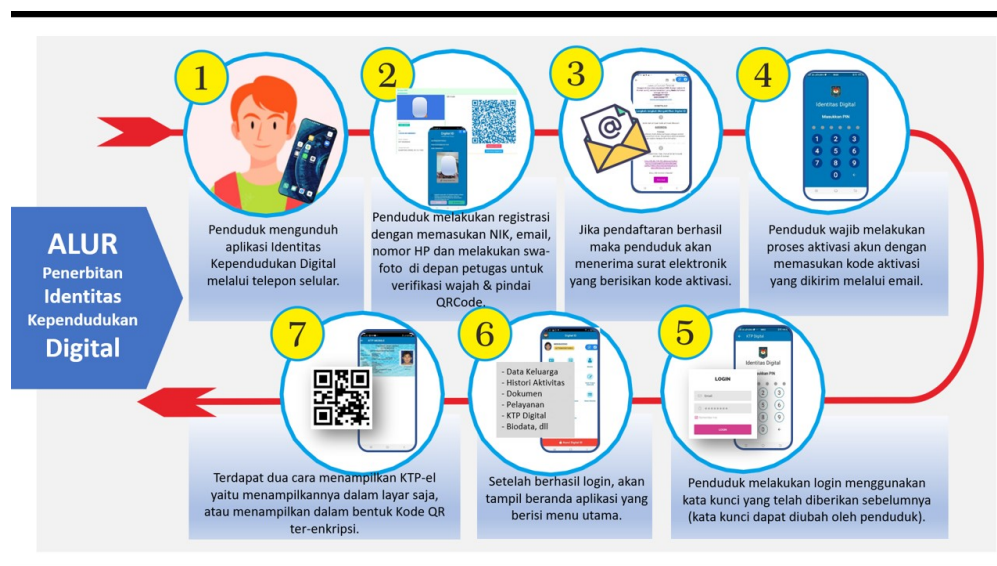 ALUR
Penerbitan
Identitas
Kependudukan
Digital
1
Penduduk mengunduh
aplikasi Identitas
Kependudukan Digital
melalui telepon selular.
2
Penduduk melakukan registrasi
dengan memasukan NIK, email,
nomor HP dan melakukan swa-
foto di depan petugas untuk
verifikasi wajah & pindai
QRCode.
3
Jika pendaftaran berhasil
maka penduduk akan
menerima surat elektronik
yang berisikan kode aktivasi.
4
Identitas Digital
Masukkan PIN
1 2 3
4 5 6
7 8 9
0
Penduduk wajib melakukan
proses aktivasi akun dengan
memasukan kode aktivasi
yang dikirim melalui email.
5
KTP Digital
Identitas Digital
Masukkan PIN
LOGIN
2 3
5 6
8 9
0
Penduduk melakukan login menggunakan
kata kunci yang telah diberikan sebelumnya
(kata kunci dapat diubah oleh penduduk).
6
- Data Keluarga
- Histori Aktivitas
- Dokumen
- Pelayanan
- KTP Digital
- Biodata, dll
Setelah berhasil login, akan
tampil beranda aplikasi yang
berisi menu utama.
7
Terdapat dua cara menampilkan KTP-el
yaitu menampilkannya dalam layar saja,
atau menampilkan dalam bentuk Kode QR
ter-enkripsi.